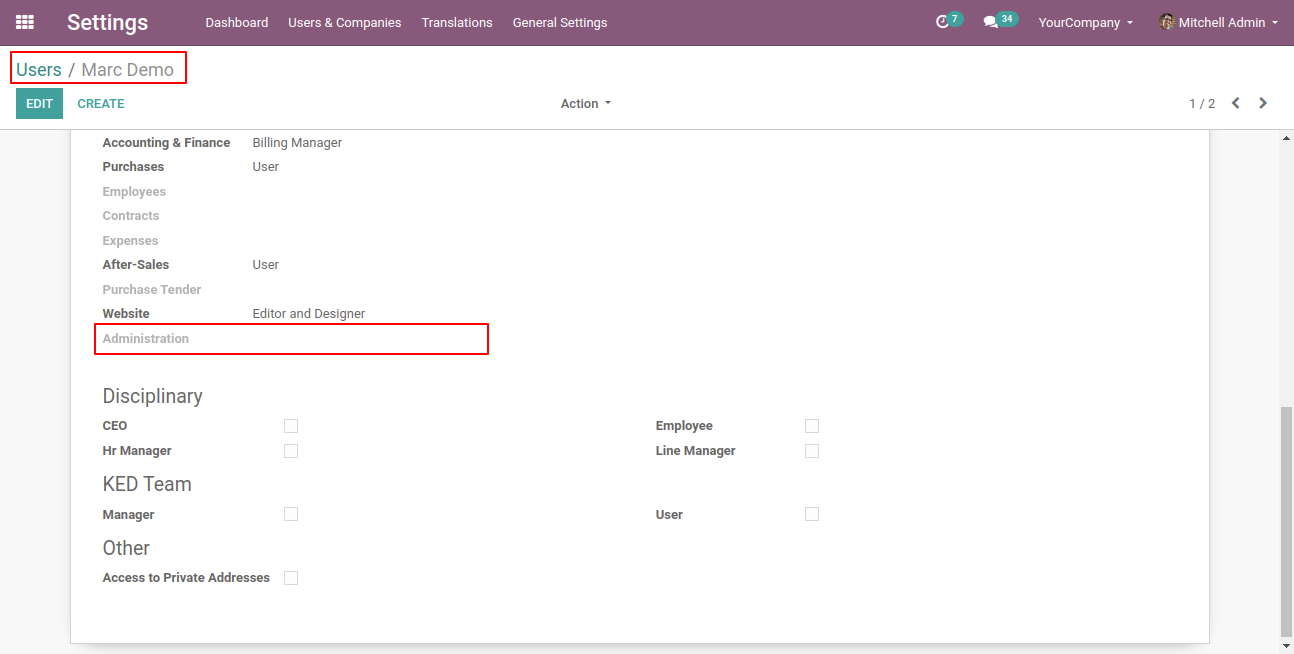 Settings Dashboard Users & Companies Translations General Settings 7 34 YourCompany Mitchell Admin
Users / Marc Demo
EDIT CREATE Action 1 / 2
Accounting & Finance Billing Manager
Purchases User
Employees
Contracts
Expenses
After-Sales User
Purchase Tender
Website Editor and Designer
Administration
Disciplinary
CEO Employee
Hr Manager Line Manager
KED Team
Manager User
Other
Access to Private Addresses